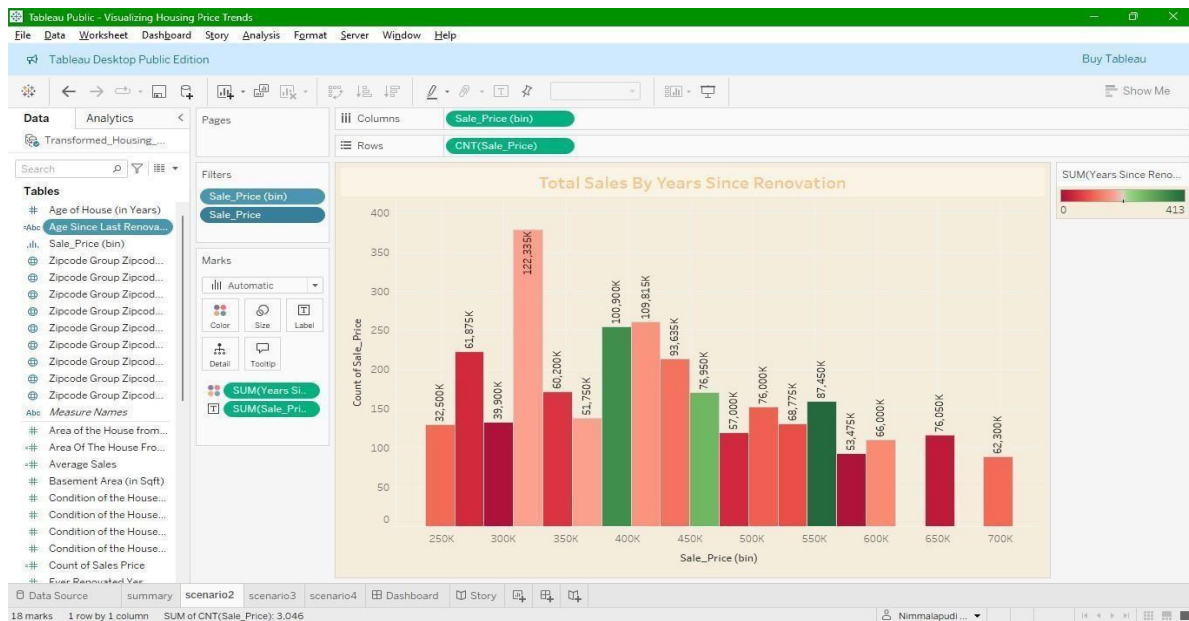 Tableau Public - Visualizing Housing Price Trends
File Data Worksheet Dashboard Story Analysis Format Server Window Help
Tableau Desktop Public Edition
Buy Tableau
Show Me
Data
Analytics
Transformed_Housing_...
Search
Tables
Age of House (in Years)
Abc Age Since Last Renova...
Sale_Price (bin)
Zipcode Group Zipcod...
Zipcode Group Zipcod...
Zipcode Group Zipcod...
Zipcode Group Zipcod...
Zipcode Group Zipcod...
Zipcode Group Zipcod...
Zipcode Group Zipcod...
Zipcode Group Zipcod...
Zipcode Group Zipcod...
Abc Measure Names
# Area of the House from...
# Area Of The House Fro...
# Average Sales
# Basement Area (in Sqft)
# Condition of the House...
# Condition of the House...
# Condition of the House...
# Condition of the House...
# Count of Sales Price
# Ever Renovated Yes
Pages
Filters
Sale_Price (bin)
Sale_Price
Marks
Automatic
Color Size Label
Detail Tooltip
SUM(Years Si..
SUM(Sale_Pri..
Columns Sale_Price (bin)
Rows CNT(Sale_Price)
Total Sales By Years Since Renovation
Count of Sale_Price
400
350
300
250
200
150
100
50
0
32,500K
61,875K
39,900K
122,335K
60,200K
51,750K
100,900K
109,815K
93,635K
76,950K
57,000K
76,000K
68,775K
87,450K
53,475K
66,000K
76,050K
62,300K
250K 300K 350K 400K 450K 500K 550K 600K 650K 700K
Sale_Price (bin)
SUM(Years Since Reno...
0 413
Data Source summary scenario2 scenario3 scenario4 Dashboard Story
18 marks 1 row by 1 column SUM of CNT(Sale_Price): 3,046
Nimmalapudi ...